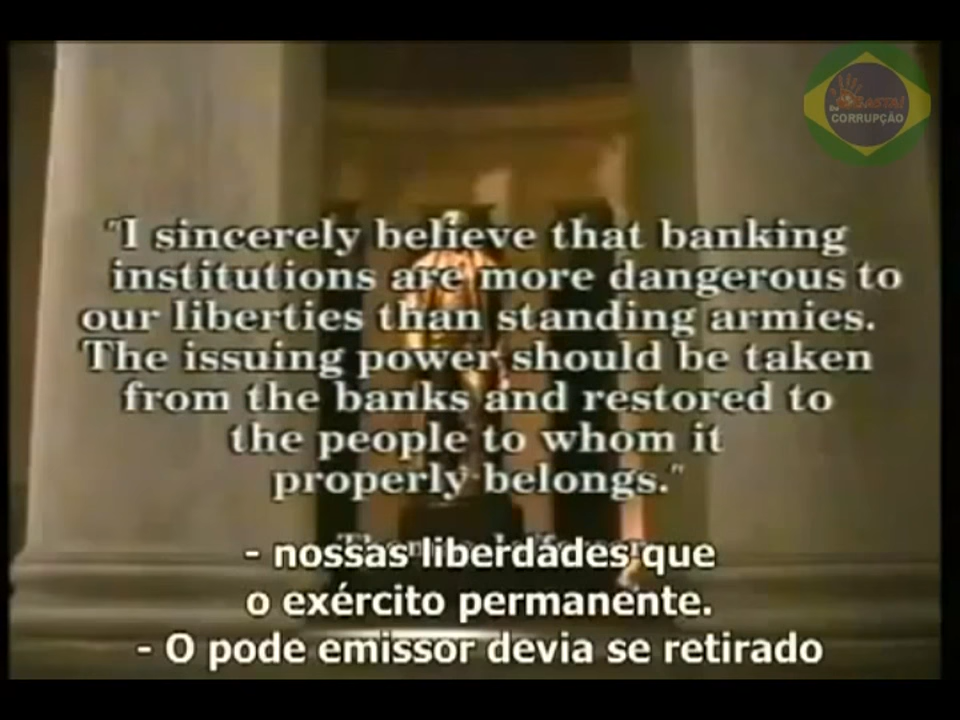 De BASTA!
CORRUPÇÃO
"I sincerely believe that banking
institutions are more dangerous to
our liberties than standing armies.
The issuing power should be taken
from the banks and restored to
the people to whom it
properly belongs."
- nossas liberdades que
o exército permanente.
- O pode emissor devia se retirado